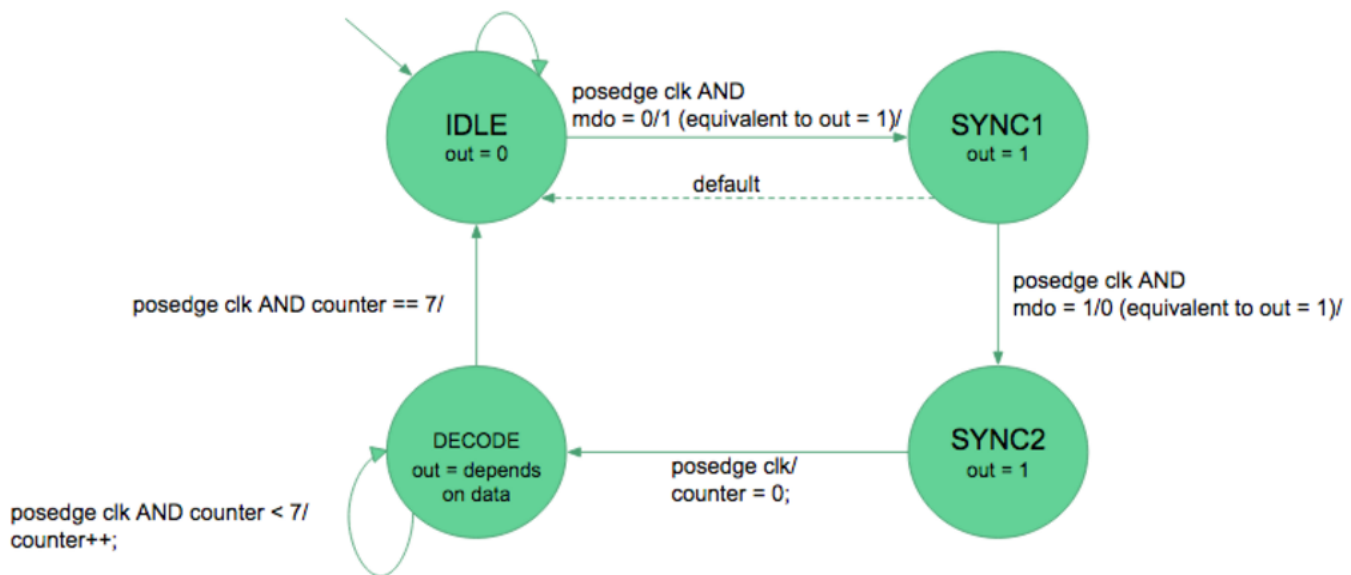 posedge clk AND
mdo = 0/1 (equivalent to out = 1)/
IDLE
out = 0
SYNC1
out = 1
default
posedge clk AND
mdo = 1/0 (equivalent to out = 1)/
posedge clk AND counter == 7/
DECODE
out = depends
on data
SYNC2
out = 1
posedge clk/
counter = 0;
posedge clk AND counter < 7/
counter++;